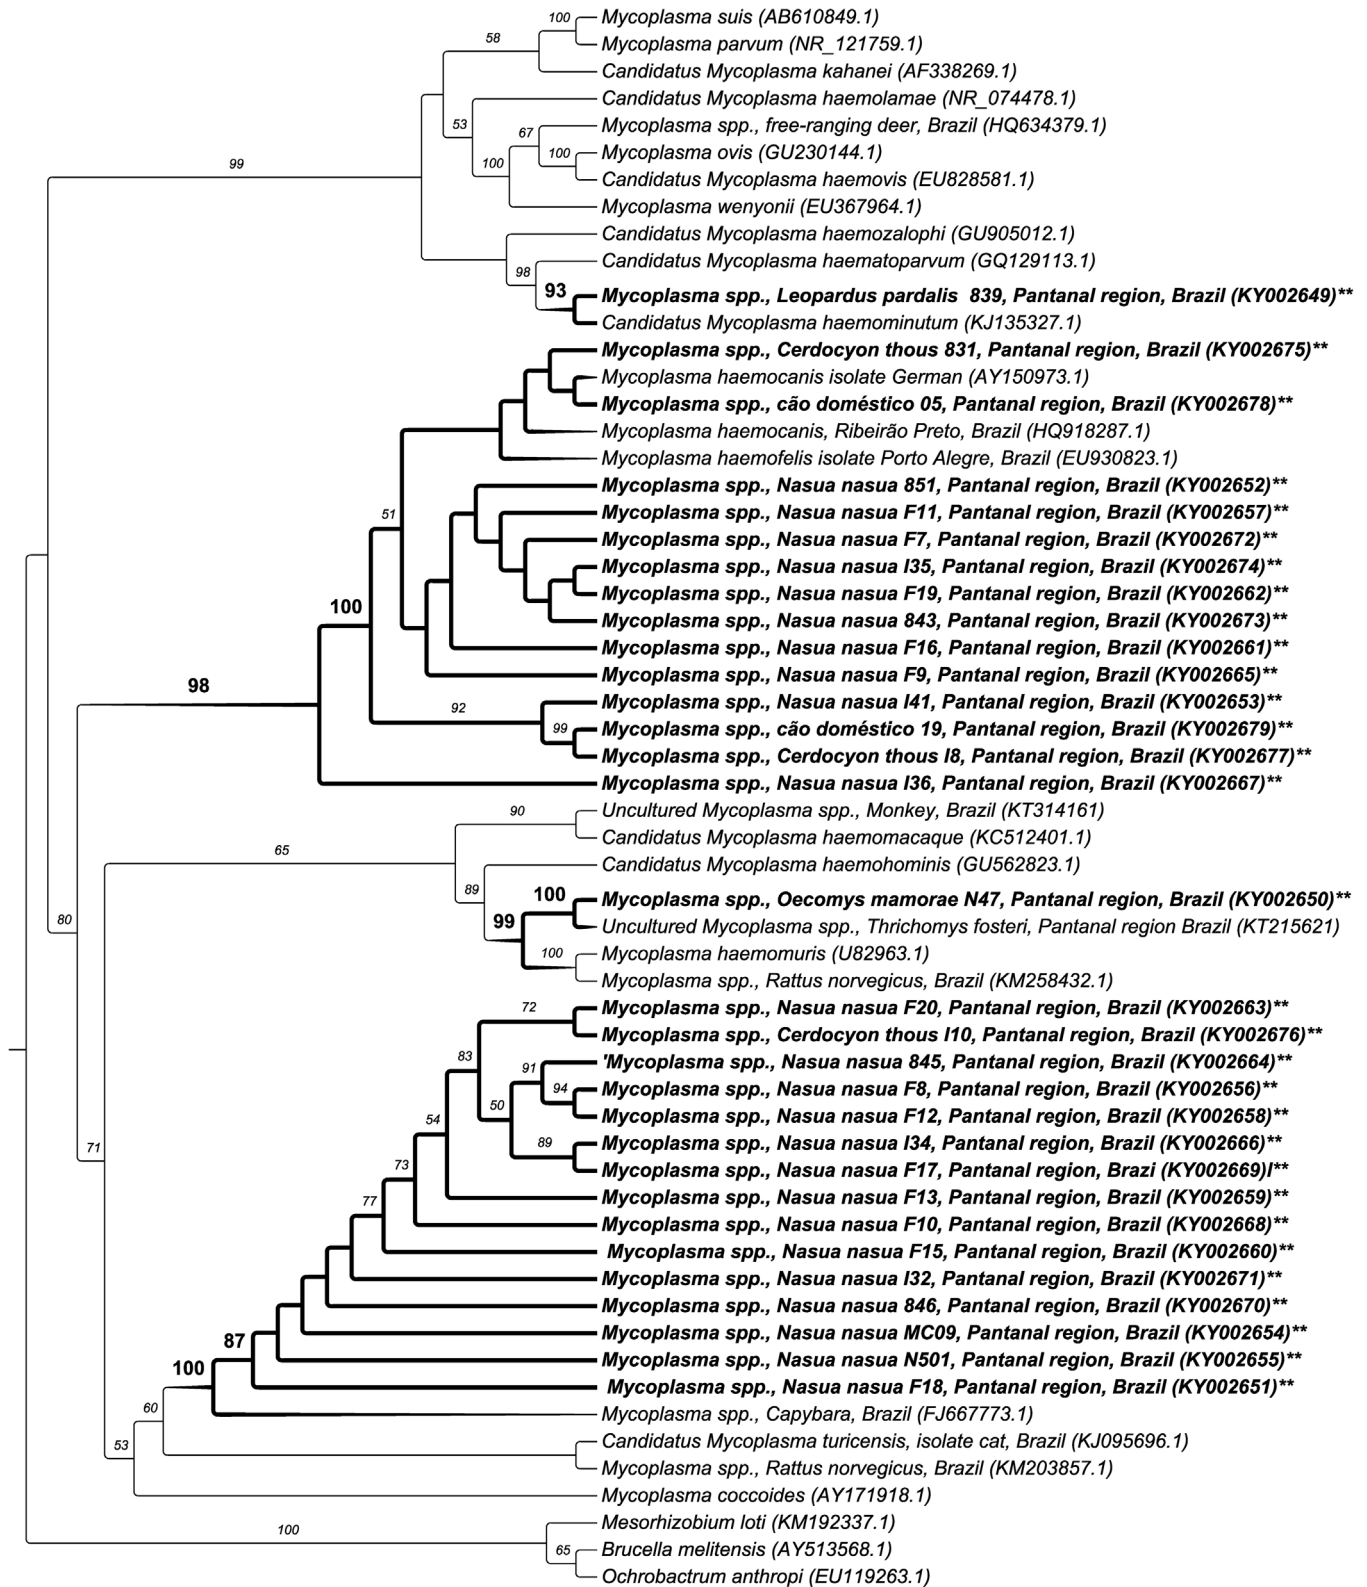 100
Mycoplasma suis (AB610849.1)
58
Mycoplasma parvum (NR_121759.1)
Candidatus Mycoplasma kahanei (AF338269.1)
Candidatus Mycoplasma haemolamae (NR_074478.1)
53
Mycoplasma spp., free-ranging deer, Brazil (HQ634379.1)
67
Mycoplasma ovis (GU230144.1)
100
99
100
Candidatus Mycoplasma haemovis (EU828581.1)
Mycoplasma wenyonii (EU367964.1)
Candidatus Mycoplasma haemozalophi (GU905012.1)
Candidatus Mycoplasma haematoparvum (GQ129113.1)
98
93
Mycoplasma spp., Leopardus pardalis  839, Pantanal region, Brazil (KY002649)**
Candidatus Mycoplasma haemominutum (KJ135327.1)
Mycoplasma spp., Cerdocyon thous 831, Pantanal region, Brazil (KY002675)**
Mycoplasma haemocanis isolate German (AY150973.1)
Mycoplasma spp., cão doméstico 05, Pantanal region, Brazil (KY002678)**
Mycoplasma haemocanis, Ribeirão Preto, Brazil (HQ918287.1)
Mycoplasma haemofelis isolate Porto Alegre, Brazil (EU930823.1)
Mycoplasma spp., Nasua nasua 851, Pantanal region, Brazil (KY002652)**
51
Mycoplasma spp., Nasua nasua F11, Pantanal region, Brazil (KY002657)**
Mycoplasma spp., Nasua nasua F7, Pantanal region, Brazil (KY002672)**
Mycoplasma spp., Nasua nasua I35, Pantanal region, Brazil (KY002674)**
Mycoplasma spp., Nasua nasua F19, Pantanal region, Brazil (KY002662)**
100
Mycoplasma spp., Nasua nasua 843, Pantanal region, Brazil (KY002673)**
Mycoplasma spp., Nasua nasua F16, Pantanal region, Brazil (KY002661)**
Mycoplasma spp., Nasua nasua F9, Pantanal region, Brazil (KY002665)**
98
Mycoplasma spp., Nasua nasua I41, Pantanal region, Brazil (KY002653)**
92
99
Mycoplasma spp., cão doméstico 19, Pantanal region, Brazil (KY002679)**
Mycoplasma spp., Cerdocyon thous I8, Pantanal region, Brazil (KY002677)**
Mycoplasma spp., Nasua nasua I36, Pantanal region, Brazil (KY002667)**
90
Uncultured Mycoplasma spp., Monkey, Brazil (KT314161)
Candidatus Mycoplasma haemomacaque (KC512401.1)
65
Candidatus Mycoplasma haemohominis (GU562823.1)
89
100
Mycoplasma spp., Oecomys mamorae N47, Pantanal region, Brazil (KY002650)**
80
99
Uncultured Mycoplasma spp., Thrichomys fosteri, Pantanal region Brazil (KT215621)
100
Mycoplasma haemomuris (U82963.1)
Mycoplasma spp., Rattus norvegicus, Brazil (KM258432.1)
72
Mycoplasma spp., Nasua nasua F20, Pantanal region, Brazil (KY002663)**
Mycoplasma spp., Cerdocyon thous I10, Pantanal region, Brazil (KY002676)**
83
91
'Mycoplasma spp., Nasua nasua 845, Pantanal region, Brazil (KY002664)**
94
Mycoplasma spp., Nasua nasua F8, Pantanal region, Brazil (KY002656)**
50
Mycoplasma spp., Nasua nasua F12, Pantanal region, Brazil (KY002658)**
54
71
89
Mycoplasma spp., Nasua nasua I34, Pantanal region, Brazil (KY002666)**
73
Mycoplasma spp., Nasua nasua F17, Pantanal region, Brazi (KY002669)l**
77
Mycoplasma spp., Nasua nasua F13, Pantanal region, Brazil (KY002659)**
Mycoplasma spp., Nasua nasua F10, Pantanal region, Brazil (KY002668)**
Mycoplasma spp., Nasua nasua F15, Pantanal region, Brazil (KY002660)**
Mycoplasma spp., Nasua nasua I32, Pantanal region, Brazil (KY002671)**
Mycoplasma spp., Nasua nasua 846, Pantanal region, Brazil (KY002670)**
87
Mycoplasma spp., Nasua nasua MC09, Pantanal region, Brazil (KY002654)**
100
Mycoplasma spp., Nasua nasua N501, Pantanal region, Brazil (KY002655)**
Mycoplasma spp., Nasua nasua F18, Pantanal region, Brazil (KY002651)**
60
Mycoplasma spp., Capybara, Brazil (FJ667773.1)
53
Candidatus Mycoplasma turicensis, isolate cat, Brazil (KJ095696.1)
Mycoplasma spp., Rattus norvegicus, Brazil (KM203857.1)
Mycoplasma coccoides (AY171918.1)
100
Mesorhizobium loti (KM192337.1)
65
Brucella melitensis (AY513568.1)
Ochrobactrum anthropi (EU119263.1)